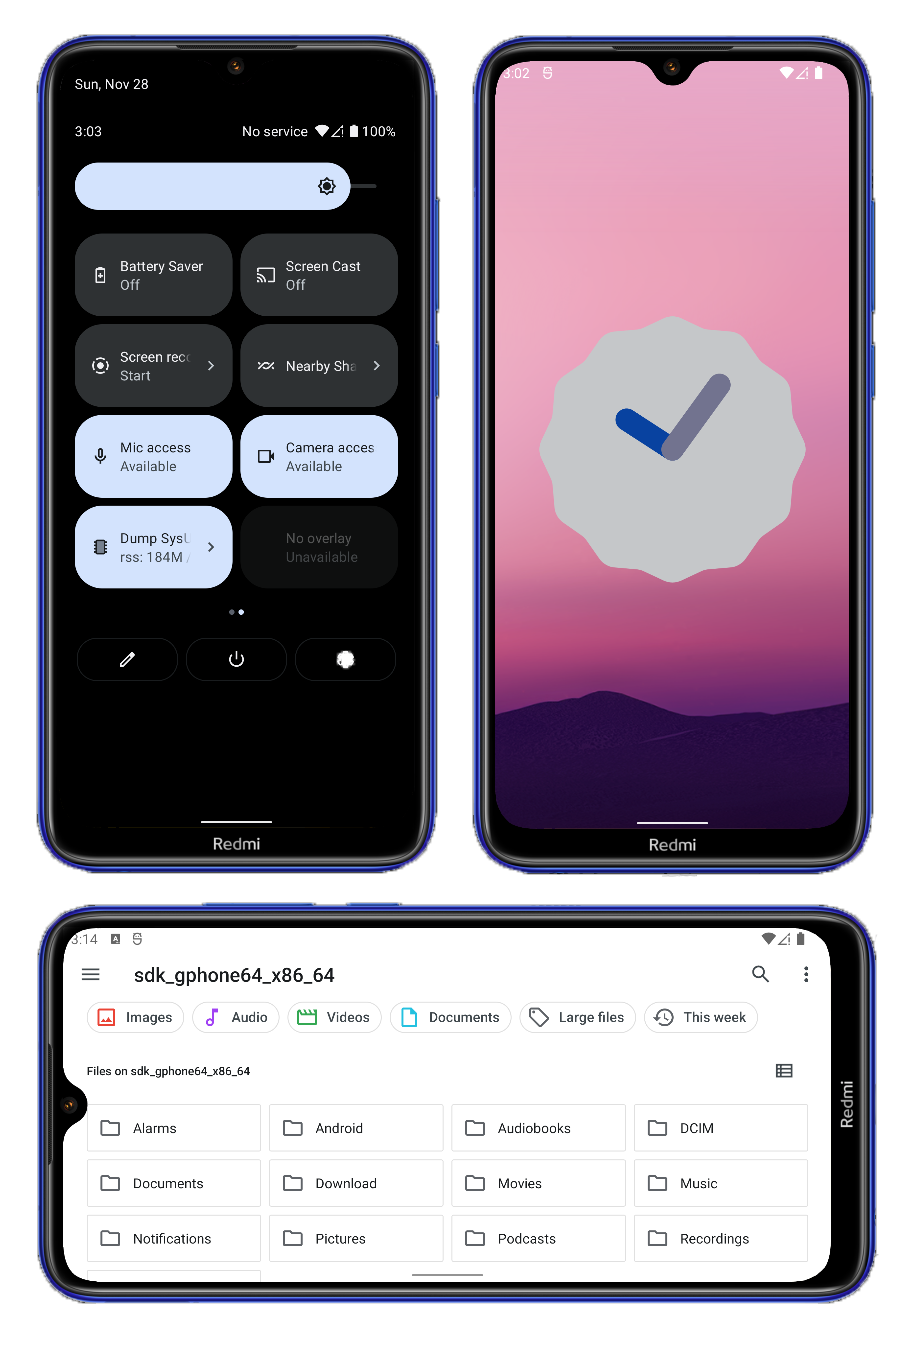 Sun, Nov 28
3:03
No service 100%
Battery Saver
Off
Screen Cast
Off
Screen rec
Start
Nearby Sha
Mic access
Available
Camera acces
Available
Dump Sys
rss: 184M
No overlay
Unavailable
Redmi
3:02
Redmi
3:14
sdk_gphone64_x86_64
Images
Audio
Videos
Documents
Large files
This week
Files on sdk_gphone64_x86_64
Alarms
Android
Audiobooks
DCIM
Documents
Download
Movies
Music
Notifications
Pictures
Podcasts
Recordings
Redmi